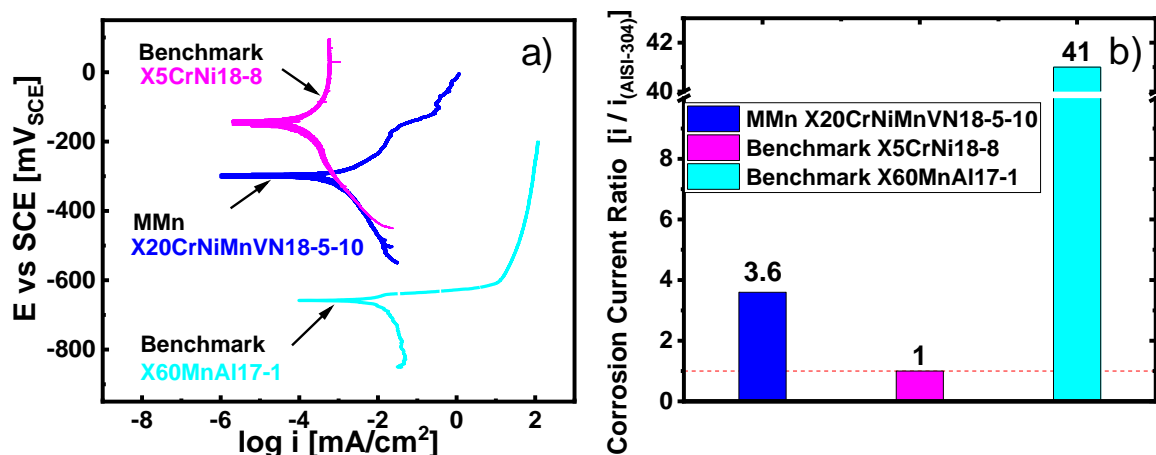 a)
Benchmark
X5CrNi18-8
MMn
X20CrNiMnVN18-5-10
Benchmark
X60MnAl17-1
E vs SCE [mV_SCE]
0
-200
-400
-600
-800
-8 -6 -4 -2 0 2
log i [mA/cm²]
b)
Corrosion Current Ratio [i / i_(AISI-304)]
42
40
8
6
4
2
0
41
MMn X20CrNiMnVN18-5-10
Benchmark X5CrNi18-8
Benchmark X60MnAl17-1
3.6
1